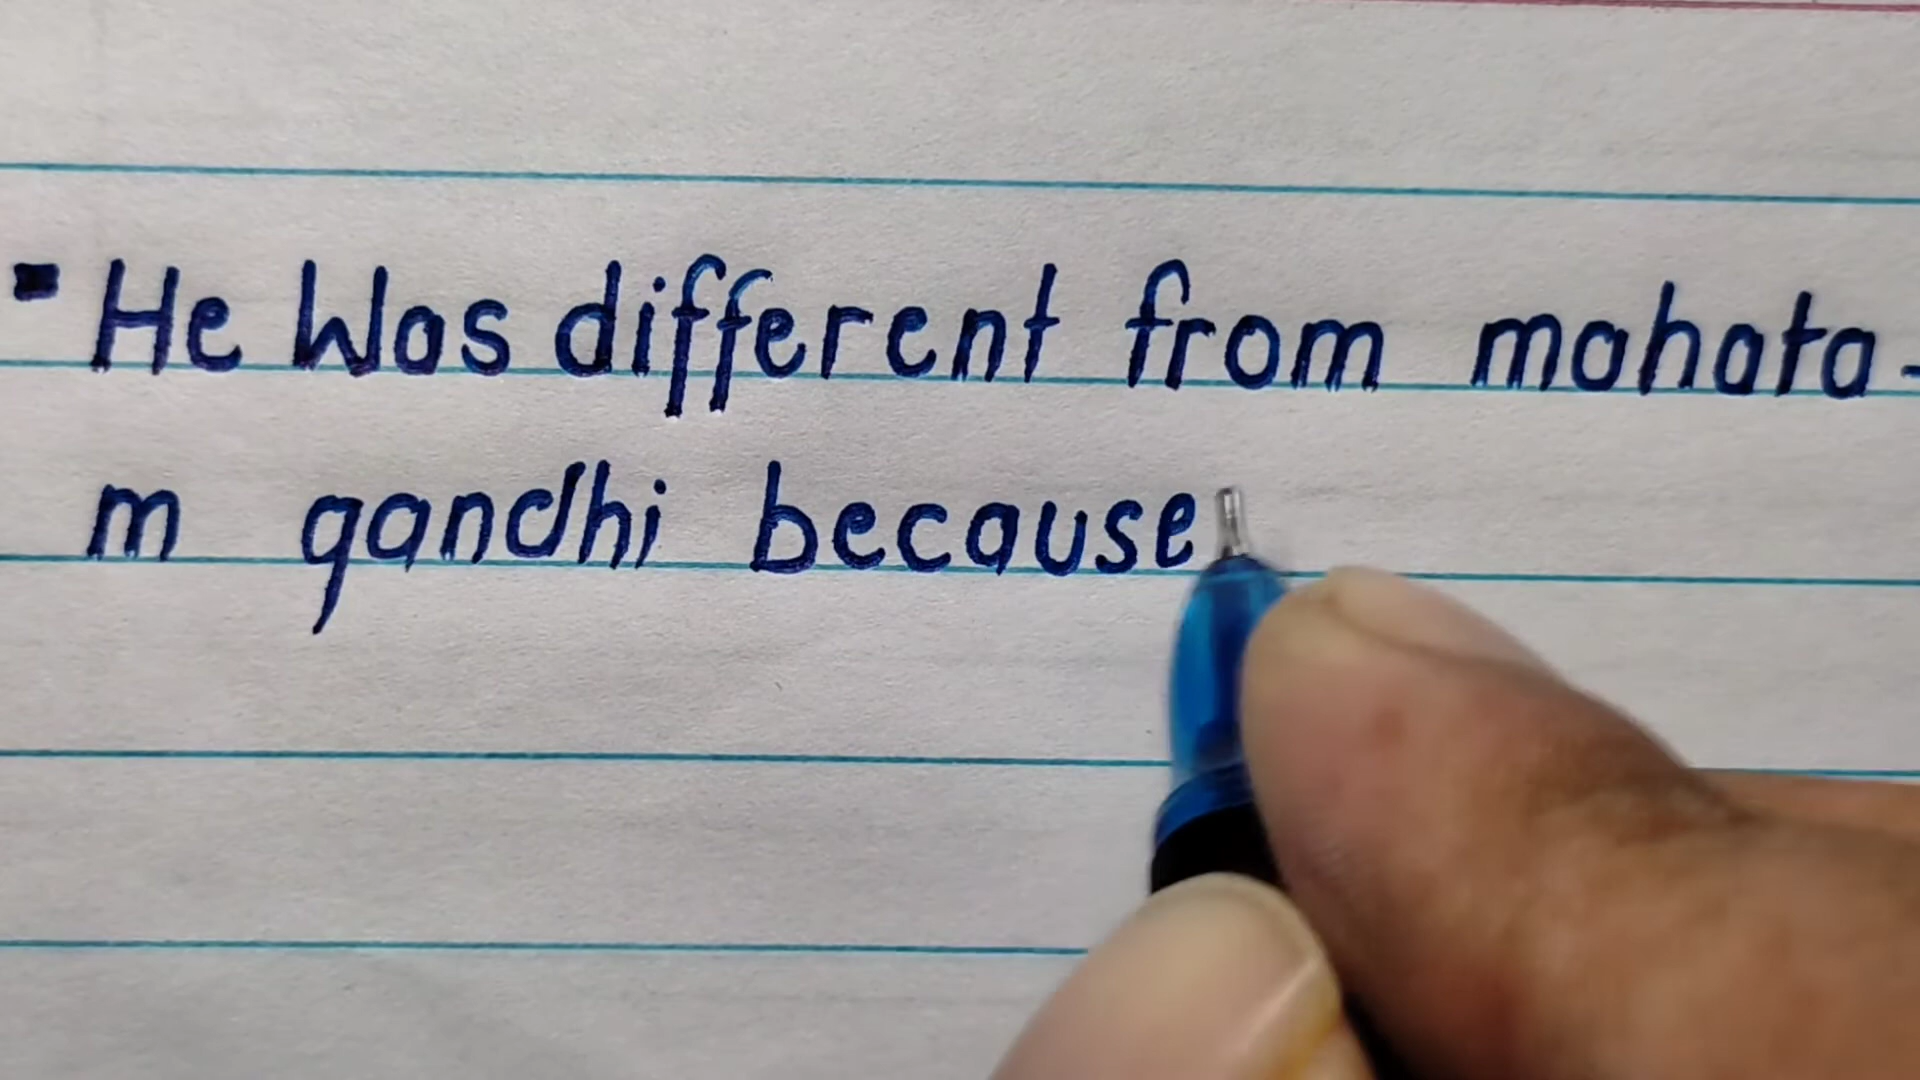 ▪ He Was different from mahata-
m gandhi because